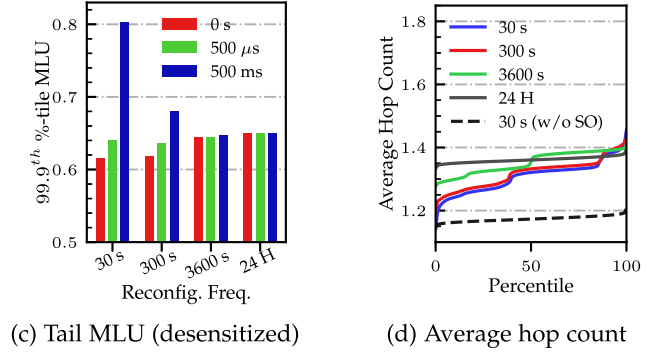 99.9th %-tile MLU
0.8
0.7
0.6
0.5
0 s
500 μs
500 ms
30 s
300 s
3600 s
24 H
Reconfig. Freq.
(c) Tail MLU (desensitized)
Average Hop Count
1.8
1.6
1.4
1.2
30 s
300 s
3600 s
24 H
30 s (w/o SO)
0
50
100
Percentile
(d) Average hop count